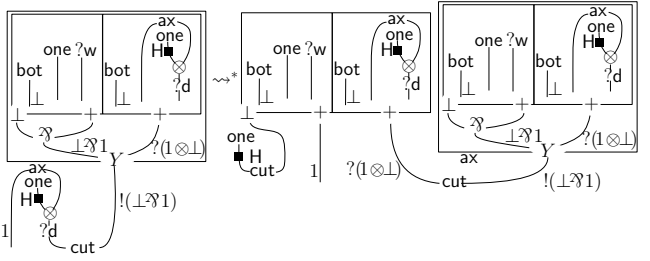 ax
one
H
one ?w
bot
bot
⊥
⊥
⊗
?d
⊥ + +
⅋
⊥⅋1
Y
?(1⊗⊥)
ax
one
H
⊗
?d
1
!(⊥⅋1)
cut
⇝*
ax
one
H
one ?w
bot
bot
⊥
⊥
⊗
?d
⊥ + +
one
H
cut
1
?(1⊗⊥)
cut
ax
one
H
one ?w
bot
bot
⊥
⊥
⊗
?d
⊥ + +
⅋
⊥⅋1
Y
?(1⊗⊥)
ax
!(⊥⅋1)